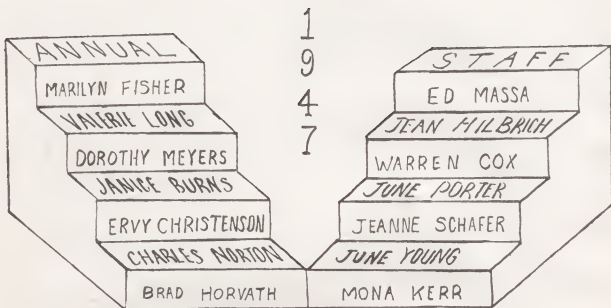 1
9
4
7
ANNUAL
MARILYN FISHER
VALERIE LONG
DOROTHY MEYERS
JANICE BURNS
ERVY CHRISTENSON
CHARLES NORTON
BRAD HORVATH
STAFF
ED MASSA
JEAN HILBRICH
WARREN COX
JUNE PORTER
JEANNE SCHAFER
JUNE YOUNG
MONA KERR